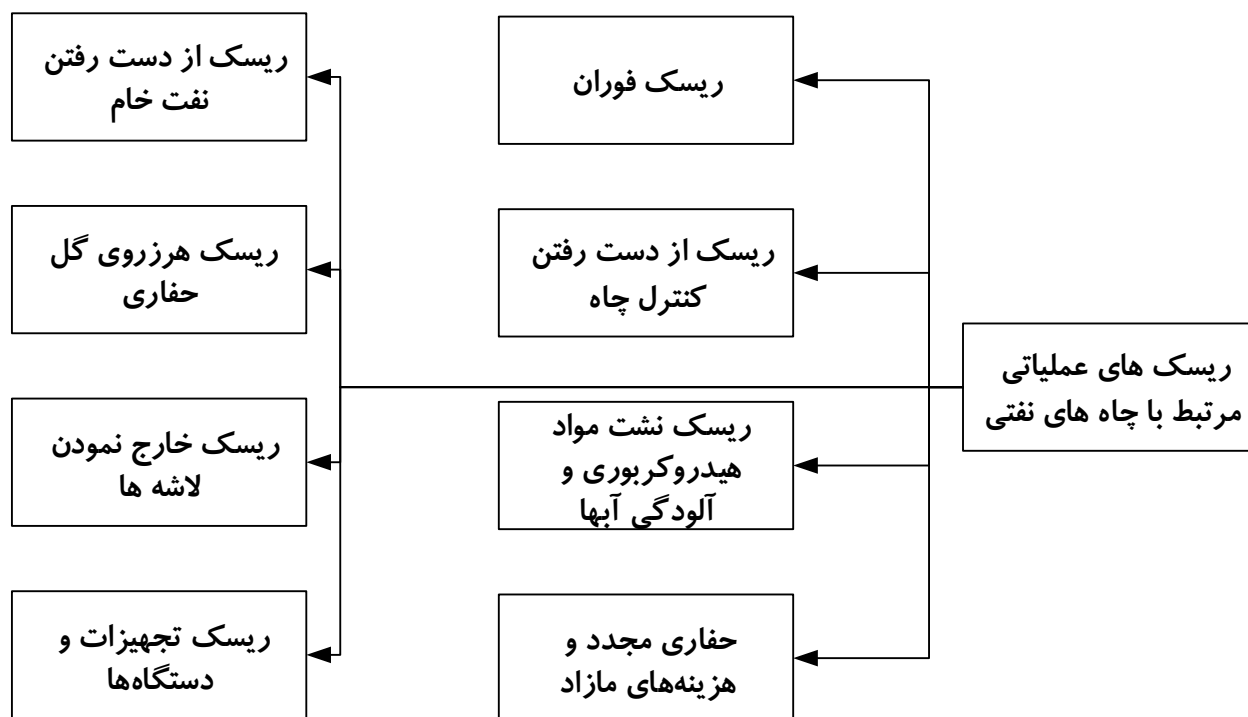 ریسک های عملیاتی
مرتبط با چاه های نفتی
ریسک فوران
ریسک از دست رفتن
کنترل چاه
ریسک نشت مواد
هیدروکربوری و
آلودگی آبها
حفاری مجدد و
هزینه‌های مازاد
ریسک از دست رفتن
نفت خام
ریسک هرزروی گل
حفاری
ریسک خارج نمودن
لاشه ها
ریسک تجهیزات و
دستگاه‌ها